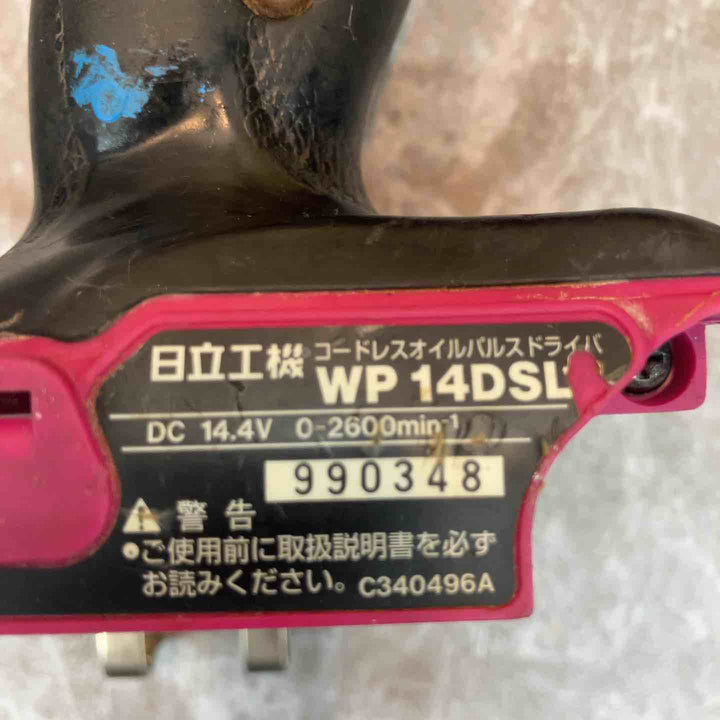 日立工機 コードレスオイルパルスドライバ
WP 14DSL
DC 14.4V 0-2600min-1
990348
警告
•ご使用前に取扱説明書を必ず
お読みください。 C340496A